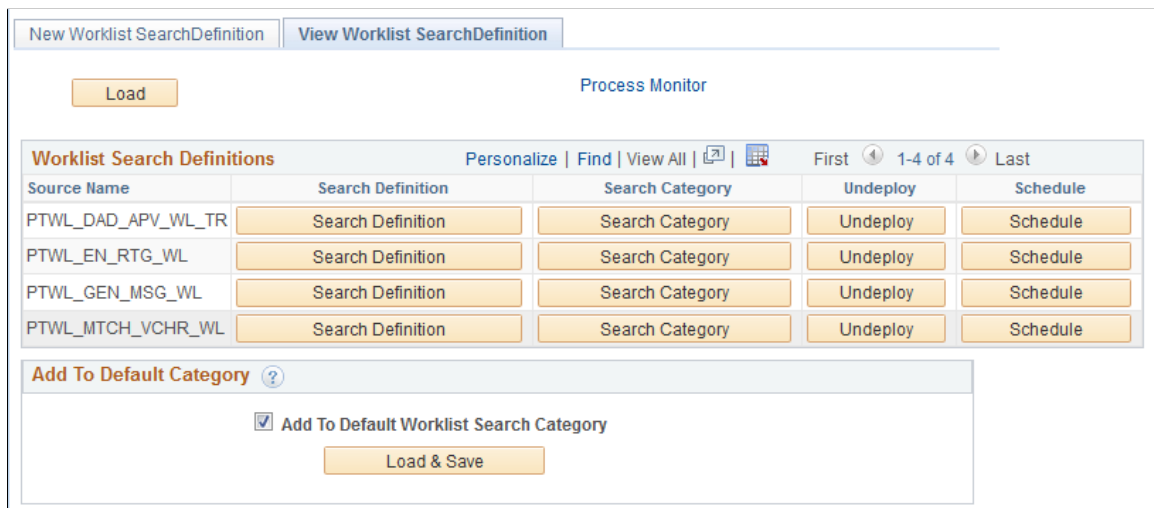 New Worklist SearchDefinition View Worklist SearchDefinition
Load Process Monitor
Worklist Search Definitions Personalize | Find | View All | | First 1-4 of 4 Last
Source Name Search Definition Search Category Undeploy Schedule
PTWL_DAD_APV_WL_TR Search Definition Search Category Undeploy Schedule
PTWL_EN_RTG_WL Search Definition Search Category Undeploy Schedule
PTWL_GEN_MSG_WL Search Definition Search Category Undeploy Schedule
PTWL_MTCH_VCHR_WL Search Definition Search Category Undeploy Schedule
Add To Default Category ?
Add To Default Worklist Search Category
Load & Save